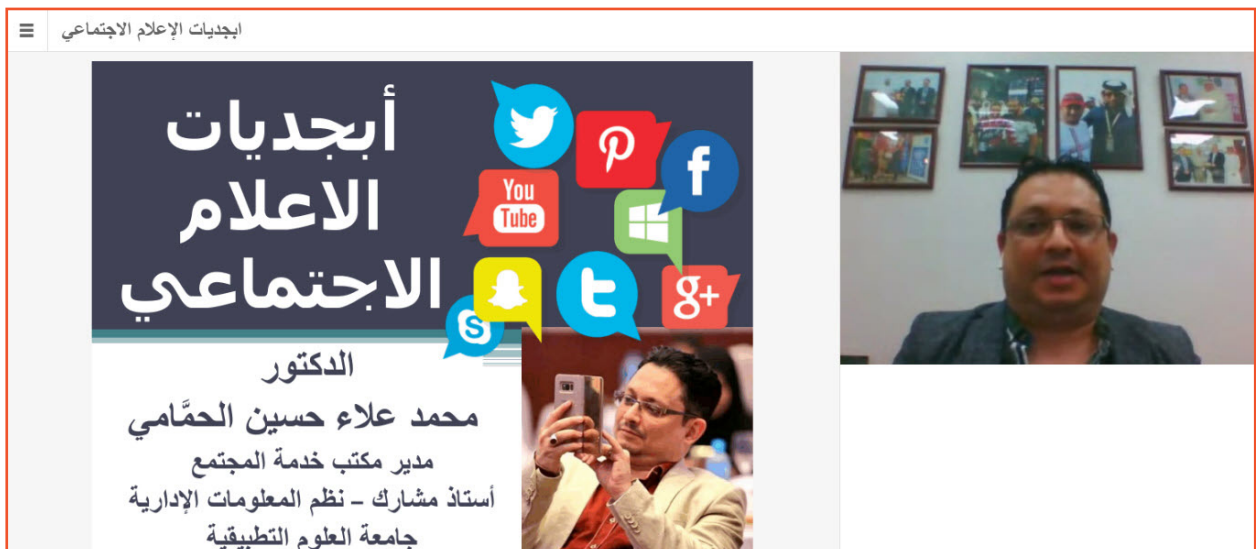 ابجديات الإعلام الاجتماعي
أبجديات
الاعلام
الاجتماعي
You
Tube
f
g+
S
الدكتور
محمد علاء حسين الحمَّامي
مدير مكتب خدمة المجتمع
أستاذ مشارك – نظم المعلومات الإدارية
جامعة العلوم التطبيقية